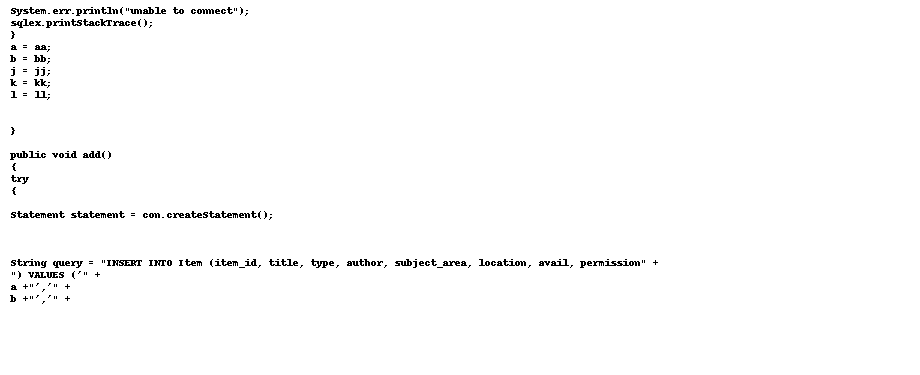 System.err.println("unable to connect");
sqlex.printStackTrace();
}
a = aa;
b = bb;
j = jj;
k = kk;
l = ll;
}
public void add()
{
try
{
Statement statement = con.createStatement();
String query = "INSERT INTO Item (item_id, title, type, author, subject_area, location, avail, permission" +
") VALUES ('" +
a +"','" +
b +"','" +